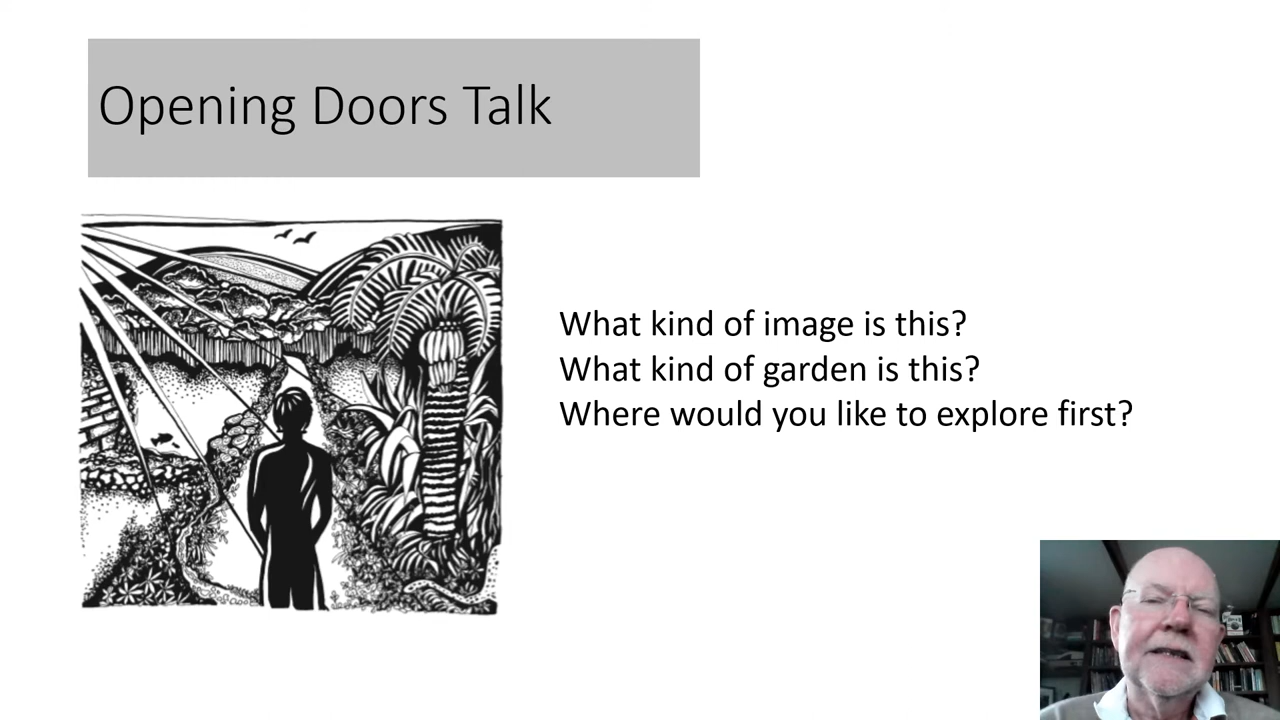 Opening Doors Talk
What kind of image is this?
What kind of garden is this?
Where would you like to explore first?